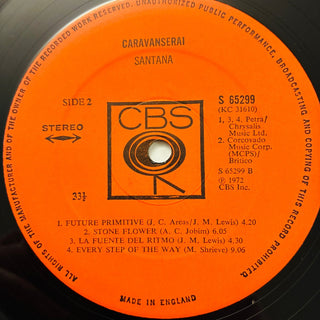 OF THE RECORDED WORK RESERVED. UNAUTHORIZED PUBLIC PERFORMANCE, BROADCASTING AND COPYING OF THIS RECORD PROHIBITED.
ALL RIGHTS OF THE MANUFACTURER AND OF THE OWNER
CARAVANSERAI
SANTANA
SIDE 2
STEREO
33⅓
CBS
S 65299
(KC 31610)
1, 3, 4. Petra/
Chrysalis
Music Ltd.
2. Corcovado
Music Corp.
(MCPS)/
Britico
S 65299 B
℗ 1972
CBS Inc.
1 FUTURE PRIMITIVE (J. C. Areas/J. M. Lewis) 4.20
2. STONE FLOWER (A. C. Jobim) 6.05
3. LA FUENTE DEL RITMO (J. M. Lewis) 4.30
4. EVERY STEP OF THE WAY (M. Shrieve) 9.06
MADE IN ENGLAND